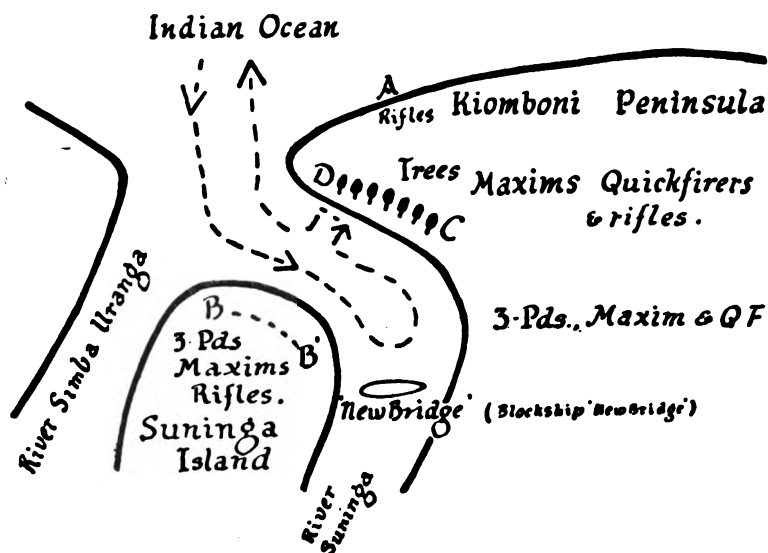 Indian Ocean
A
Rifles
Kiomboni Peninsula
Trees
D
C
Maxims Quickfirers
& rifles.
3-Pds., Maxim & QF
B
B'
3-Pds
Maxims
Rifles.
Suninga
Island
'NewBridge' (Blockship 'NewBridge')
River Simba Uranga
River
Suninga